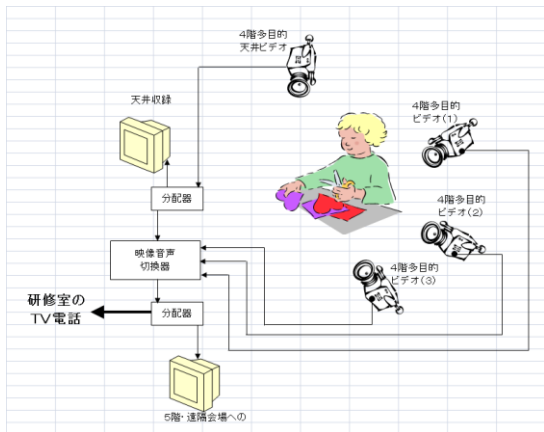 4階多目的
天井ビデオ
天井収録
4階多目的
ビデオ(1)
分配器
4階多目的
ビデオ(2)
映像音声
切換器
4階多目的
ビデオ(3)
研修室の
TV電話
分配器
5階・遠隔会場への